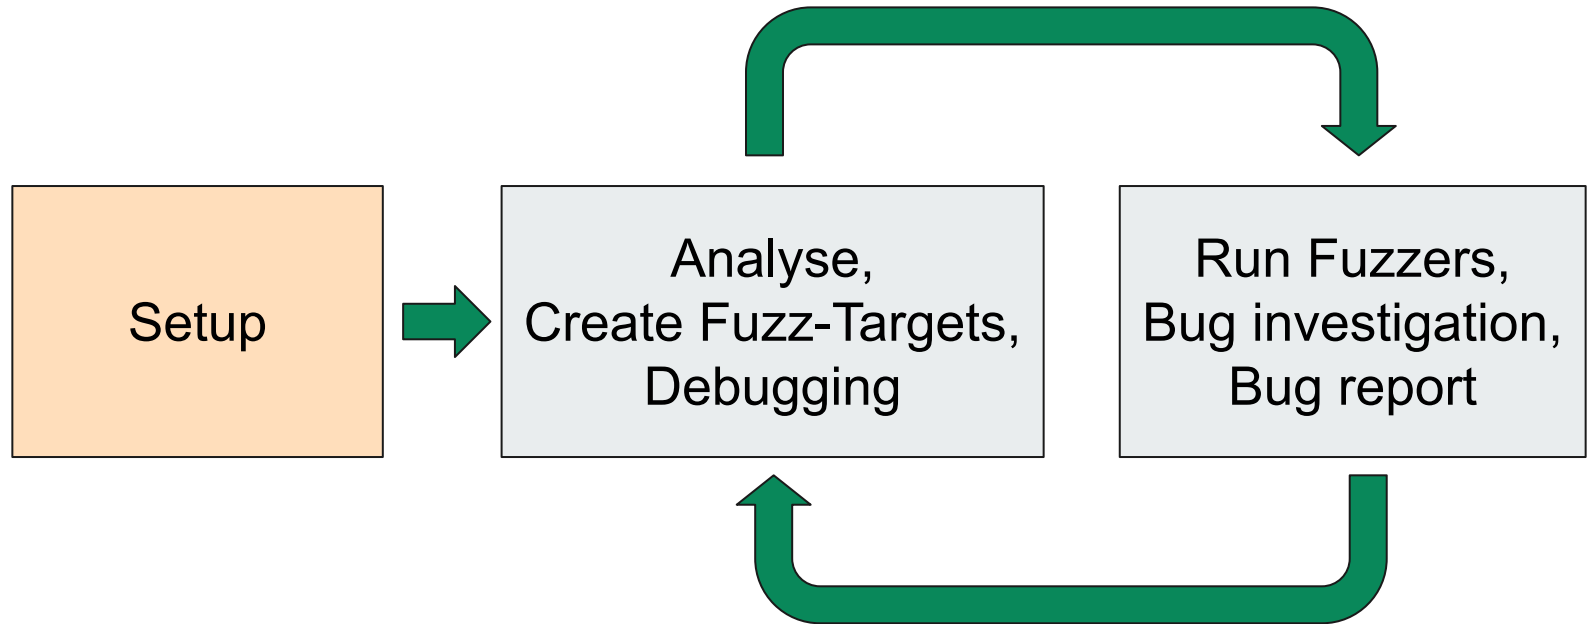 Setup
Analyse,
Create Fuzz-Targets,
Debugging
Run Fuzzers,
Bug investigation,
Bug report